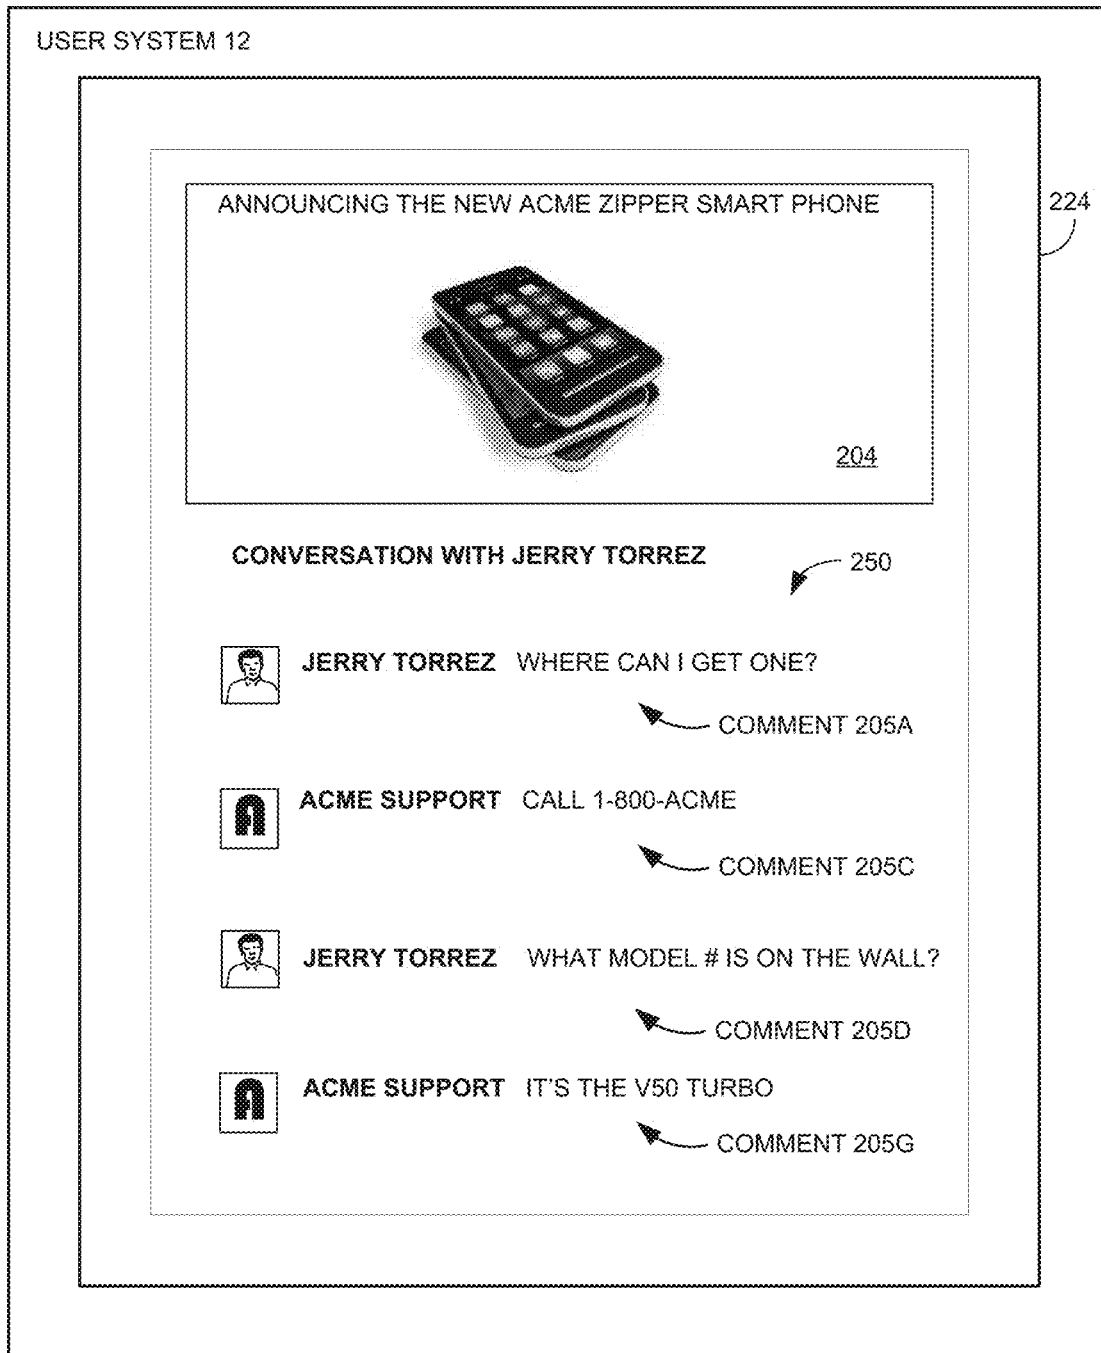 USER SYSTEM 12
ANNOUNCING THE NEW ACME ZIPPER SMART PHONE
224
204
CONVERSATION WITH JERRY TORREZ
250
JERRY TORREZ WHERE CAN I GET ONE?
COMMENT 205A
ACME SUPPORT CALL 1-800-ACME
COMMENT 205C
JERRY TORREZ WHAT MODEL # IS ON THE WALL?
COMMENT 205D
ACME SUPPORT IT'S THE V50 TURBO
COMMENT 205G